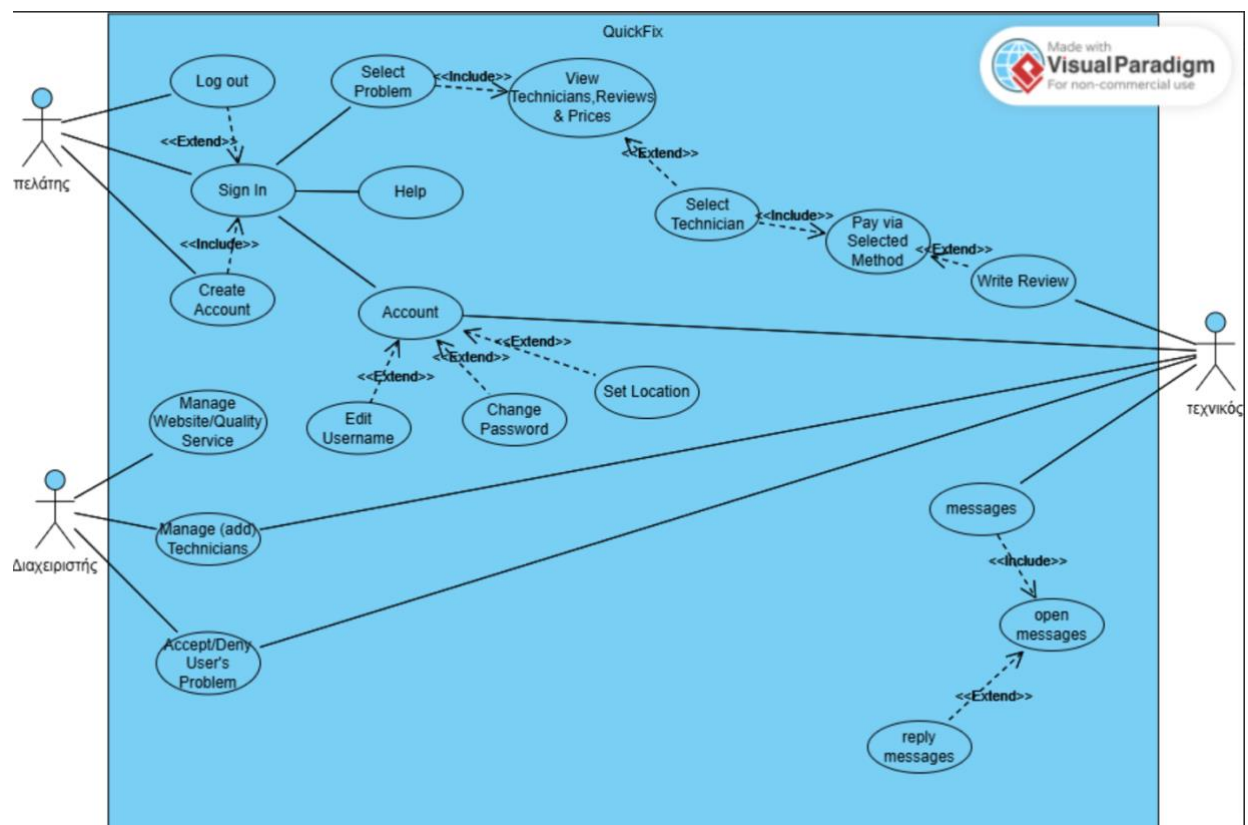 QuickFix
Made with
Visual Paradigm
For non-commercial use
Log out
Select
Problem
<<Include>>
View
Technicians,Reviews
& Prices
<<Extend>>
<<Extend>>
πελάτης
Sign In
Help
Select
Technician
<<Include>>
Pay via
Selected
Method
<<Extend>>
Write Review
<<Include>>
Create
Account
Account
<<Extend>>
<<Extend>>
<<Extend>>
Set Location
τεχνικός
Manage
Website/Quality
Service
Edit
Username
Change
Password
messages
Manage (add)
Technicians
Διαχειριστής
<<Include>>
open
messages
Accept/Deny
User's
Problem
<<Extend>>
reply
messages